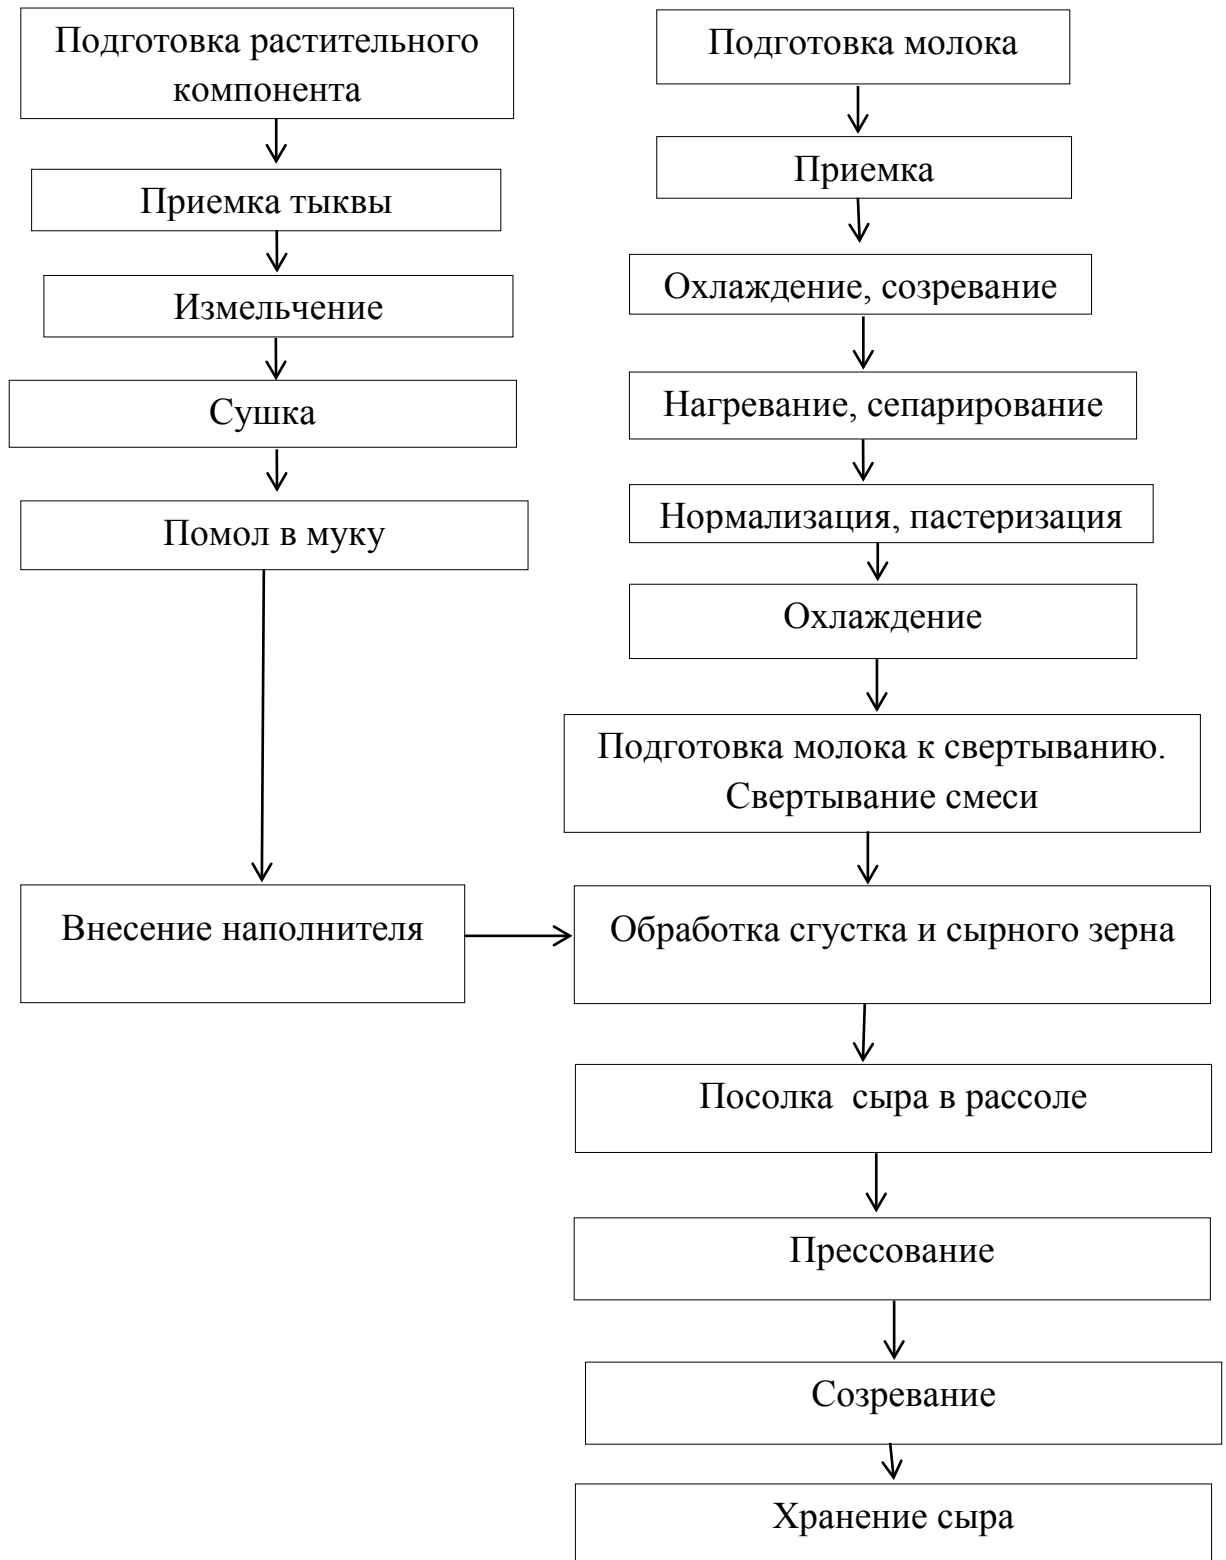 Подготовка растительного
компонента
Приемка тыквы
Измельчение
Сушка
Помол в муку
Внесение наполнителя
Подготовка молока
Приемка
Охлаждение, созревание
Нагревание, сепарирование
Нормализация, пастеризация
Охлаждение
Подготовка молока к свертыванию.
Свертывание смеси
Обработка сгустка и сырного зерна
Посолка  сыра в рассоле
Прессование
Созревание
Хранение сыра